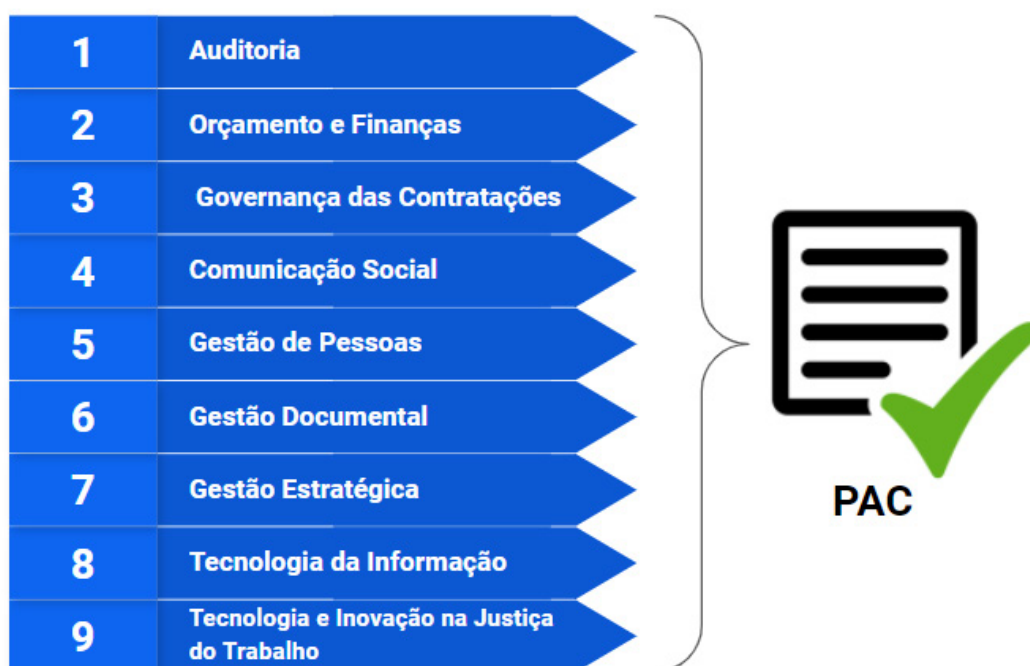 1 Auditoria
2 Orçamento e Finanças
3 Governança das Contratações
4 Comunicação Social
5 Gestão de Pessoas
6 Gestão Documental
7 Gestão Estratégica
8 Tecnologia da Informação
9 Tecnologia e Inovação na Justiça
do Trabalho
PAC